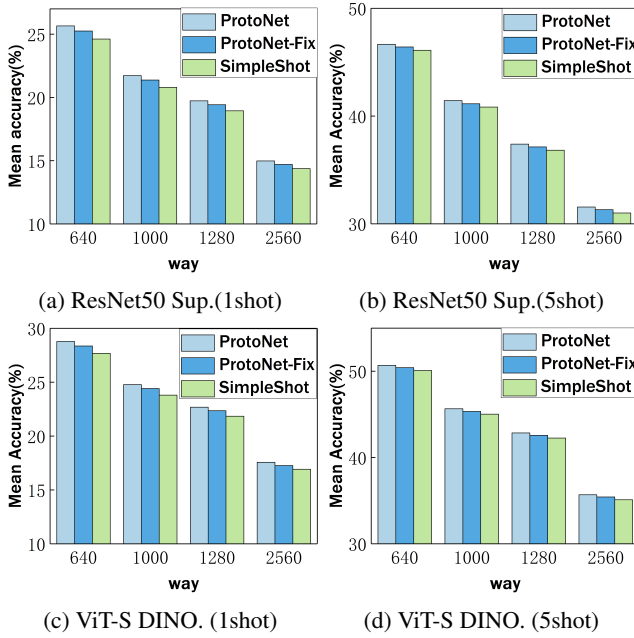 Mean accuracy(%)
25
20
15
10
ProtoNet
ProtoNet-Fix
SimpleShot
640 1000 1280 2560
way
(a) ResNet50 Sup.(1shot)
Mean Accuracy(%)
50
40
30
ProtoNet
ProtoNet-Fix
SimpleShot
640 1000 1280 2560
way
(b) ResNet50 Sup.(5shot)
Mean Accuracy(%)
30
25
20
15
10
ProtoNet
ProtoNet-Fix
SimpleShot
640 1000 1280 2560
way
(c) ViT-S DINO. (1shot)
Mean Accuracy(%)
50
40
30
ProtoNet
ProtoNet-Fix
SimpleShot
640 1000 1280 2560
way
(d) ViT-S DINO. (5shot)